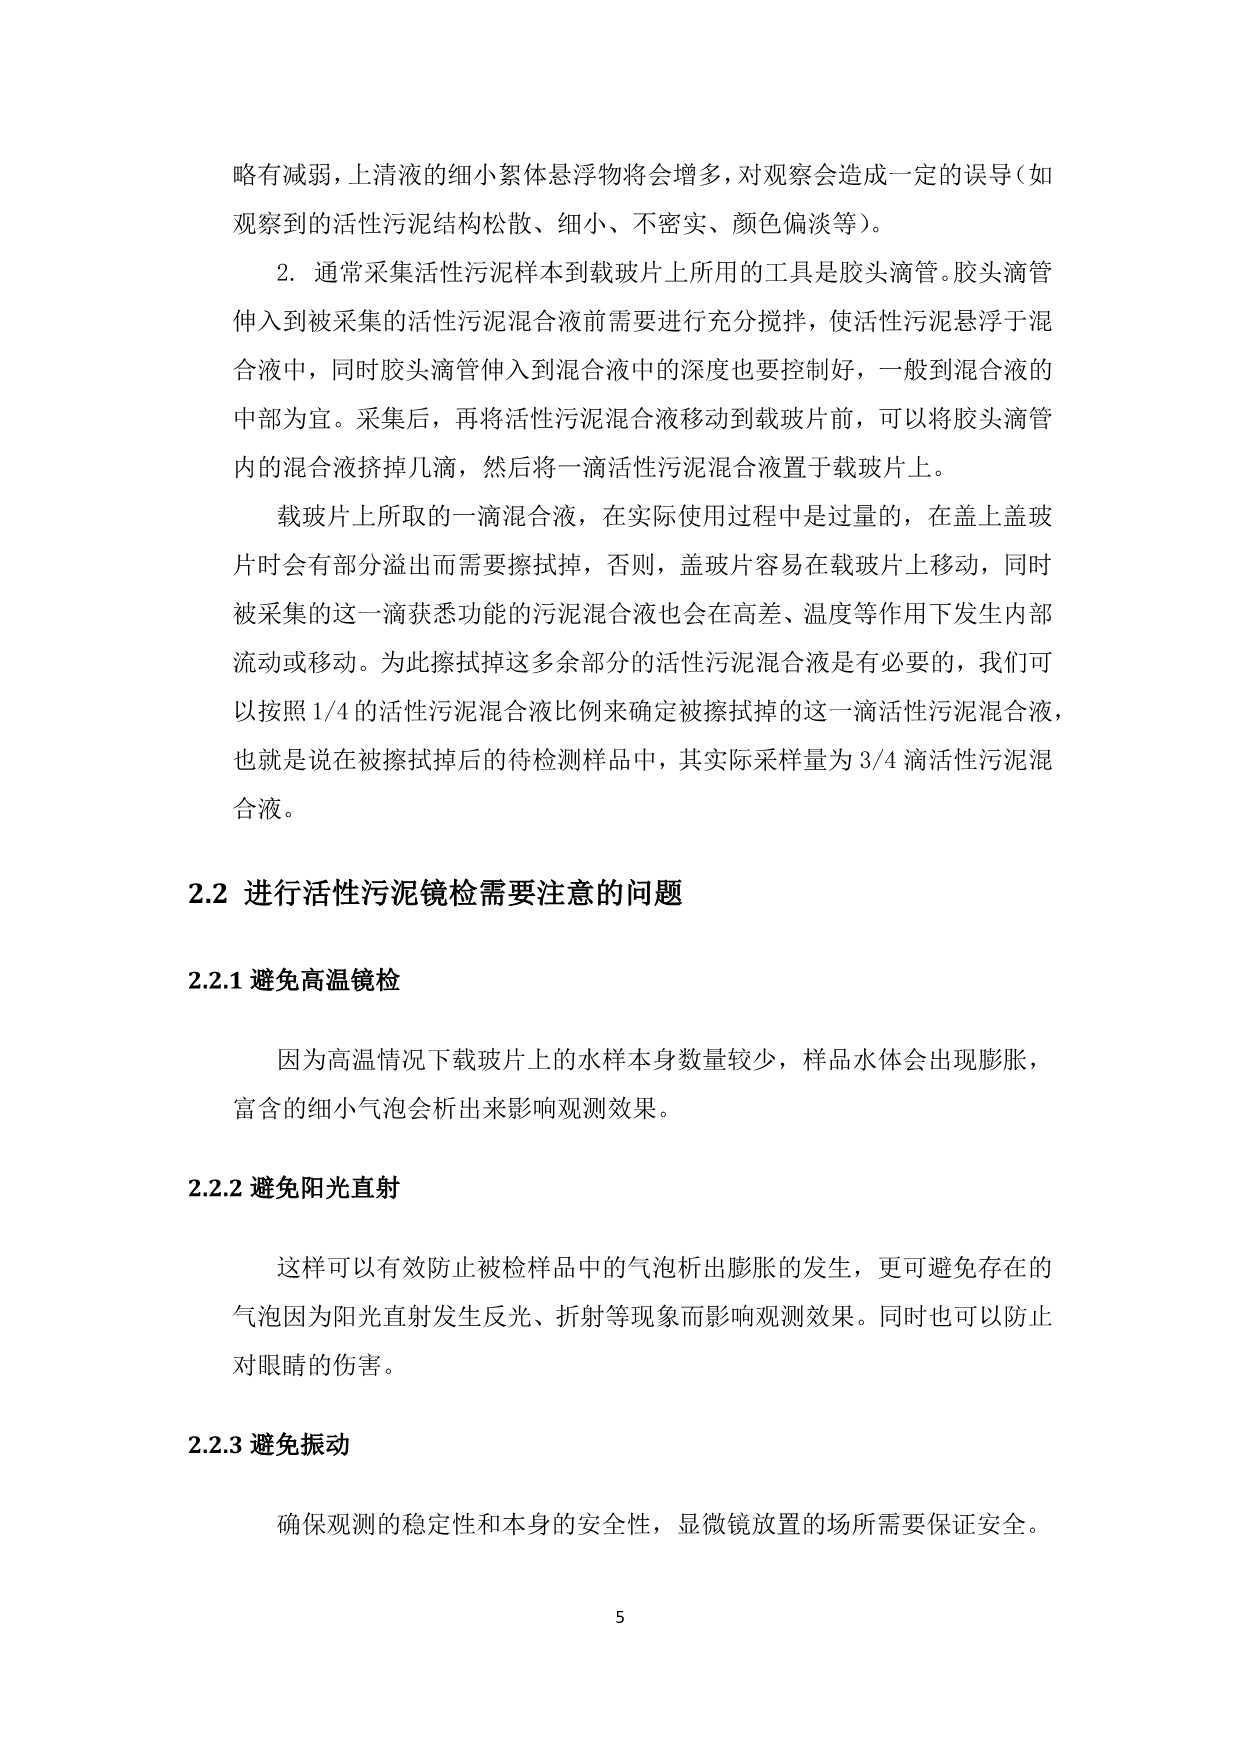 略有减弱，上清液的细小絮体悬浮物将会增多，对观察会造成一定的误导（如
观察到的活性污泥结构松散、细小、不密实、颜色偏淡等）。
2. 通常采集活性污泥样本到载玻片上所用的工具是胶头滴管。胶头滴管
伸入到被采集的活性污泥混合液前需要进行充分搅拌，使活性污泥悬浮于混
合液中，同时胶头滴管伸入到混合液中的深度也要控制好，一般到混合液的
中部为宜。采集后，再将活性污泥混合液移动到载玻片前，可以将胶头滴管
内的混合液挤掉几滴，然后将一滴活性污泥混合液置于载玻片上。
载玻片上所取的一滴混合液，在实际使用过程中是过量的，在盖上盖玻
片时会有部分溢出而需要擦拭掉，否则，盖玻片容易在载玻片上移动，同时
被采集的这一滴获悉功能的污泥混合液也会在高差、温度等作用下发生内部
流动或移动。为此擦拭掉这多余部分的活性污泥混合液是有必要的，我们可
以按照 1/4 的活性污泥混合液比例来确定被擦拭掉的这一滴活性污泥混合液，
也就是说在被擦拭掉后的待检测样品中，其实际采样量为 3/4 滴活性污泥混
合液。
2.2 进行活性污泥镜检需要注意的问题
2.2.1 避免高温镜检
因为高温情况下载玻片上的水样本身数量较少，样品水体会出现膨胀，
富含的细小气泡会析出来影响观测效果。
2.2.2 避免阳光直射
这样可以有效防止被检样品中的气泡析出膨胀的发生，更可避免存在的
气泡因为阳光直射发生反光、折射等现象而影响观测效果。同时也可以防止
对眼睛的伤害。
2.2.3 避免振动
确保观测的稳定性和本身的安全性，显微镜放置的场所需要保证安全。
5